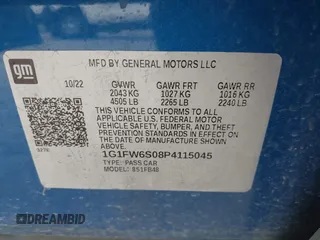 gm
MFD BY GENERAL MOTORS LLC
10/22 GVWR GAWR FRT GAWR RR
2043 KG 1027 KG 1016 KG
4505 LB 2265 LB 2240 LB
THIS VEHICLE CONFORMS TO ALL
APPLICABLE U.S. FEDERAL MOTOR
VEHICLE SAFETY, BUMPER, AND THEFT
PREVENTION STANDARDS IN EFFECT
ON THE DATE OF MANUFACTURE
SHOWN ABOVE.
1G1FW6S08P4115045
TYPE: PASS CAR
MODEL: BS1FB48
DREAMBID